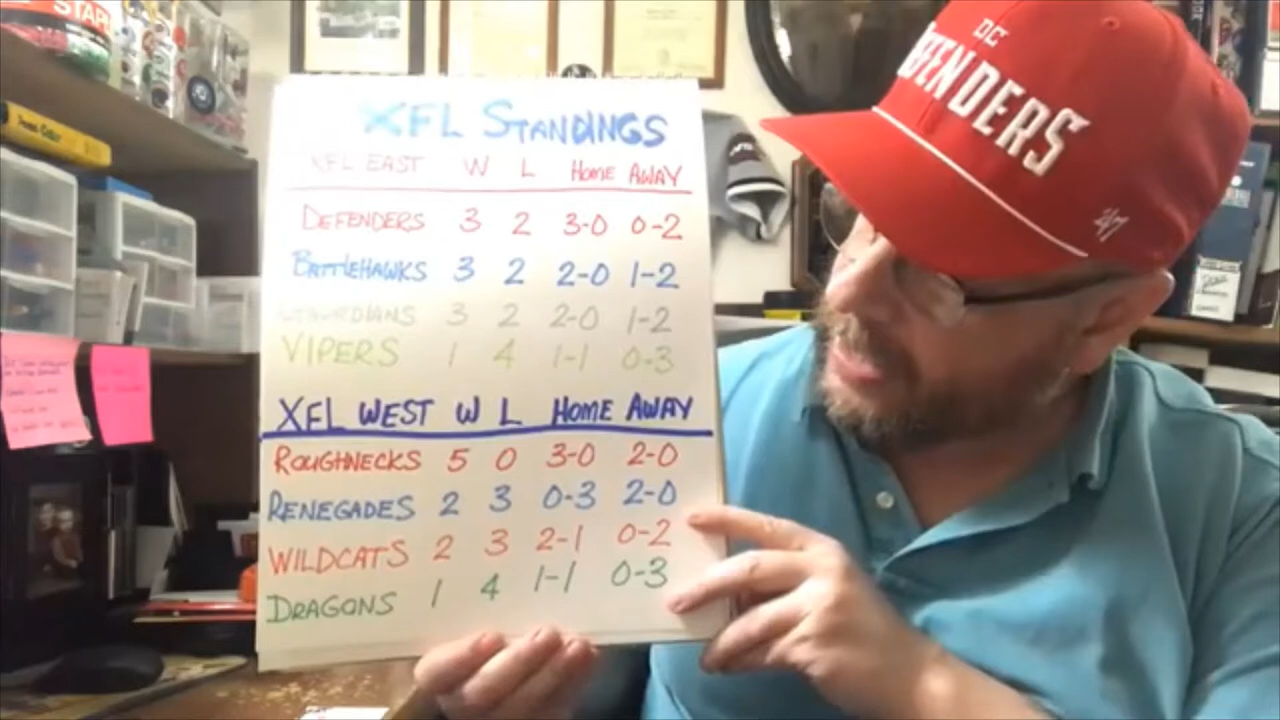 XFL STANDINGS
XFL EAST W L HOME AWAY
DEFENDERS 3 2 3-0 0-2
BATTLEHAWKS 3 2 2-0 1-2
GUARDIANS 3 2 2-0 1-2
VIPERS 1 4 1-1 0-3
XFL WEST W L HOME AWAY
ROUGHNECKS 5 0 3-0 2-0
RENEGADES 2 3 0-3 2-0
WILDCATS 2 3 2-1 0-2
DRAGONS 1 4 1-1 0-3
DC
DEFENDERS
47
STAPL